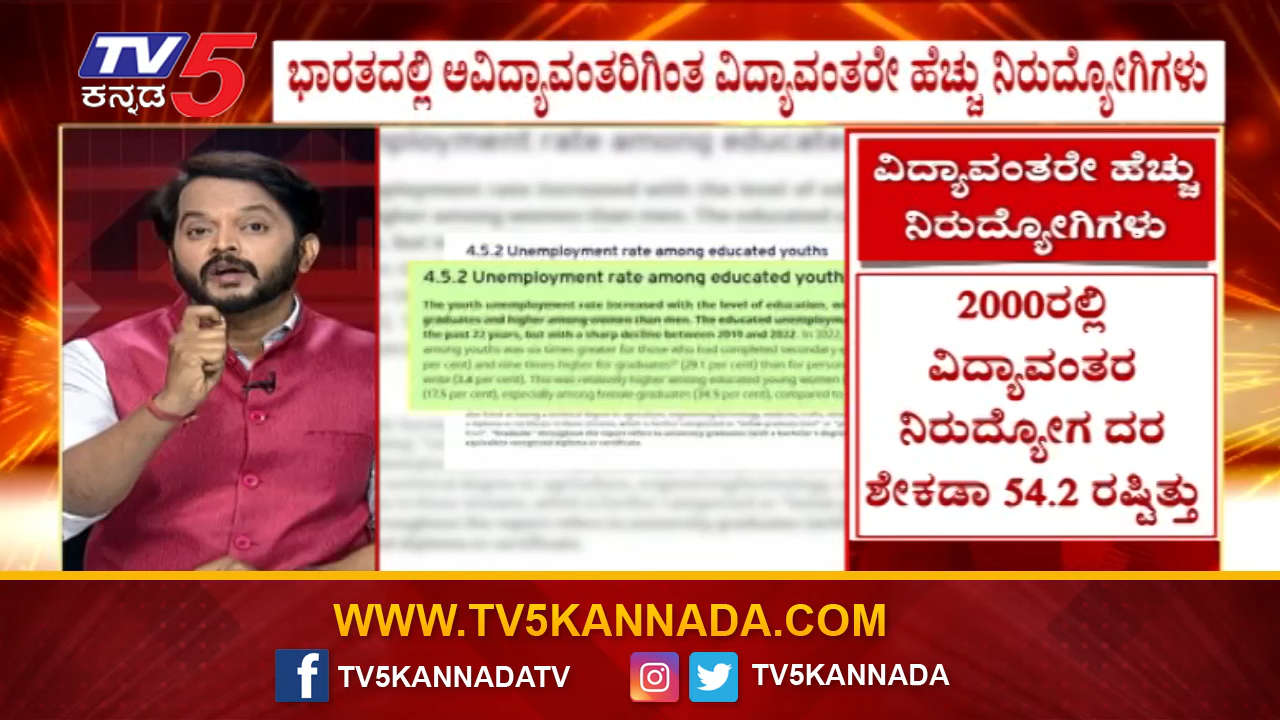 TV5
ಕನ್ನಡ
ಭಾರತದಲ್ಲಿ ಅವಿದ್ಯಾವಂತರಿಗಿಂತ ವಿದ್ಯಾವಂತರೇ ಹೆಚ್ಚು ನಿರುದ್ಯೋಗಿಗಳು
4.5.2 Unemployment rate among educated youths
4.5.2 Unemployment rate among educated youth
The youth unemployment rate increased with the level of education,
graduates and higher among women than men. The educated
the past 22 years, but with a sharp decline between 2019 and 2022. In 2022,
among youths was six times greater for those who had completed secondary
per cent) and nine times higher for graduates (29.1 per cent) than for
write (3.4 per cent). This was relatively higher among educated young women
(17.5 per cent), especially among female graduates (34.5 per cent), compared to
ವಿದ್ಯಾವಂತರೇ ಹೆಚ್ಚು
ನಿರುದ್ಯೋಗಿಗಳು
2000ರಲ್ಲಿ
ವಿದ್ಯಾವಂತರ
ನಿರುದ್ಯೋಗ ದರ
ಶೇಕಡಾ 54.2 ರಷ್ಟಿತ್ತು
WWW.TV5KANNADA.COM
TV5KANNADATV
TV5KANNADA